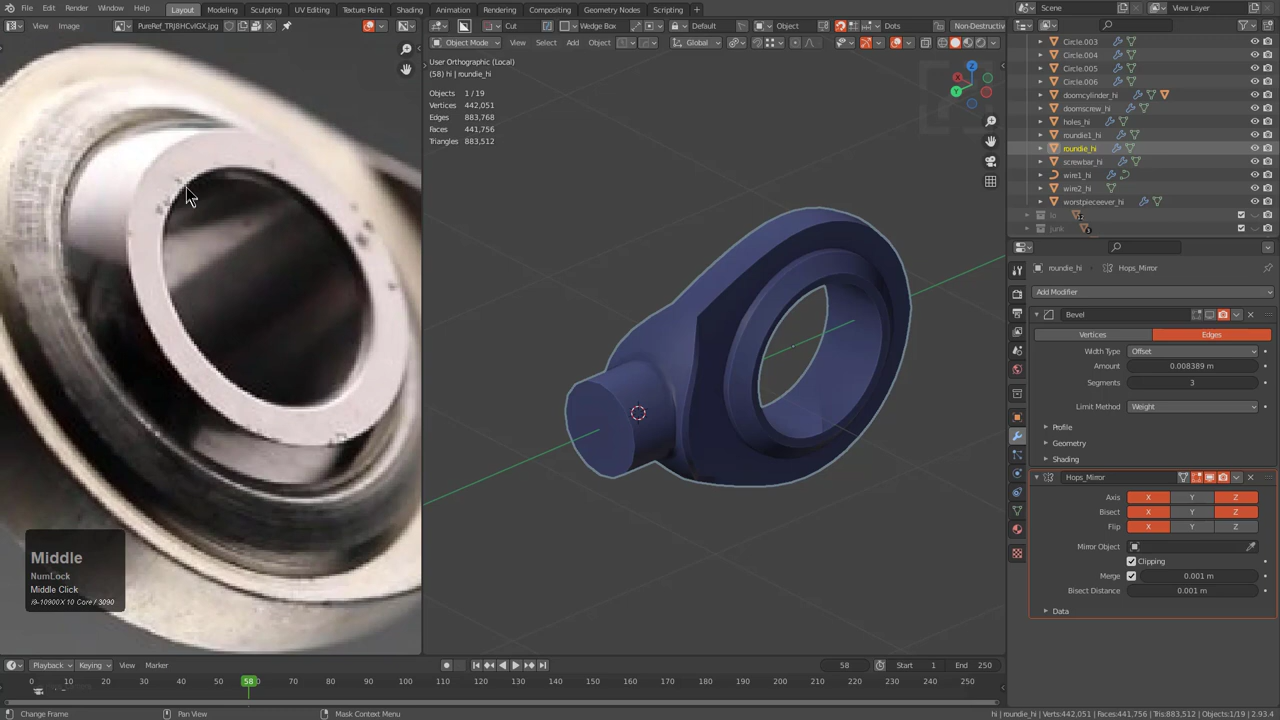 File Edit Render Window Help Layout Modeling Sculpting UV Editing Texture Paint Shading Animation Rendering Compositing Geometry Nodes Scripting + Scene View Layer
View Image PureRef_TRJ8HCvIGX.jpg Cut Wedge Box Default Object Dots Non-Destructiv
Object Mode View Select Add Object Global
User Orthographic (Local)
(58) hi | roundie_hi
Objects 1 / 19
Vertices 442,051
Edges 883,768
Faces 441,756
Triangles 883,512
Z
X
Y
Circle.003
Circle.004
Circle.005
Circle.006
doomcylinder_hi
doomscrew_hi
holes_hi
roundie1_hi
roundie_hi
screwbar_hi
wire1_hi
wire2_hi
worstpieceever_hi
lo
junk
roundie_hi Hops_Mirror
Add Modifier
Bevel
Vertices Edges
Width Type Offset
Amount 0.008389 m
Segments 3
Limit Method Weight
Profile
Geometry
Shading
Hops_Mirror
Axis X Y Z
Bisect X Y Z
Flip X Y Z
Mirror Object
Clipping
Merge 0.001 m
Bisect Distance 0.001 m
Data
Middle
NumLock
Middle Click
i9-10900X 10 Core / 3090
Playback Keying View Marker 58 Start 1 End 250
0 10 20 30 40 50 58 70 80 90 100 110 120 130 140 150 160 170 180 190 200 210 220 230 240 250
Change Frame Pan View Mask Context Menu hi | roundie_hi | Verts:442,051 | Faces:441,756 | Tris:883,512 | Objects:1/19 | 2.93.4